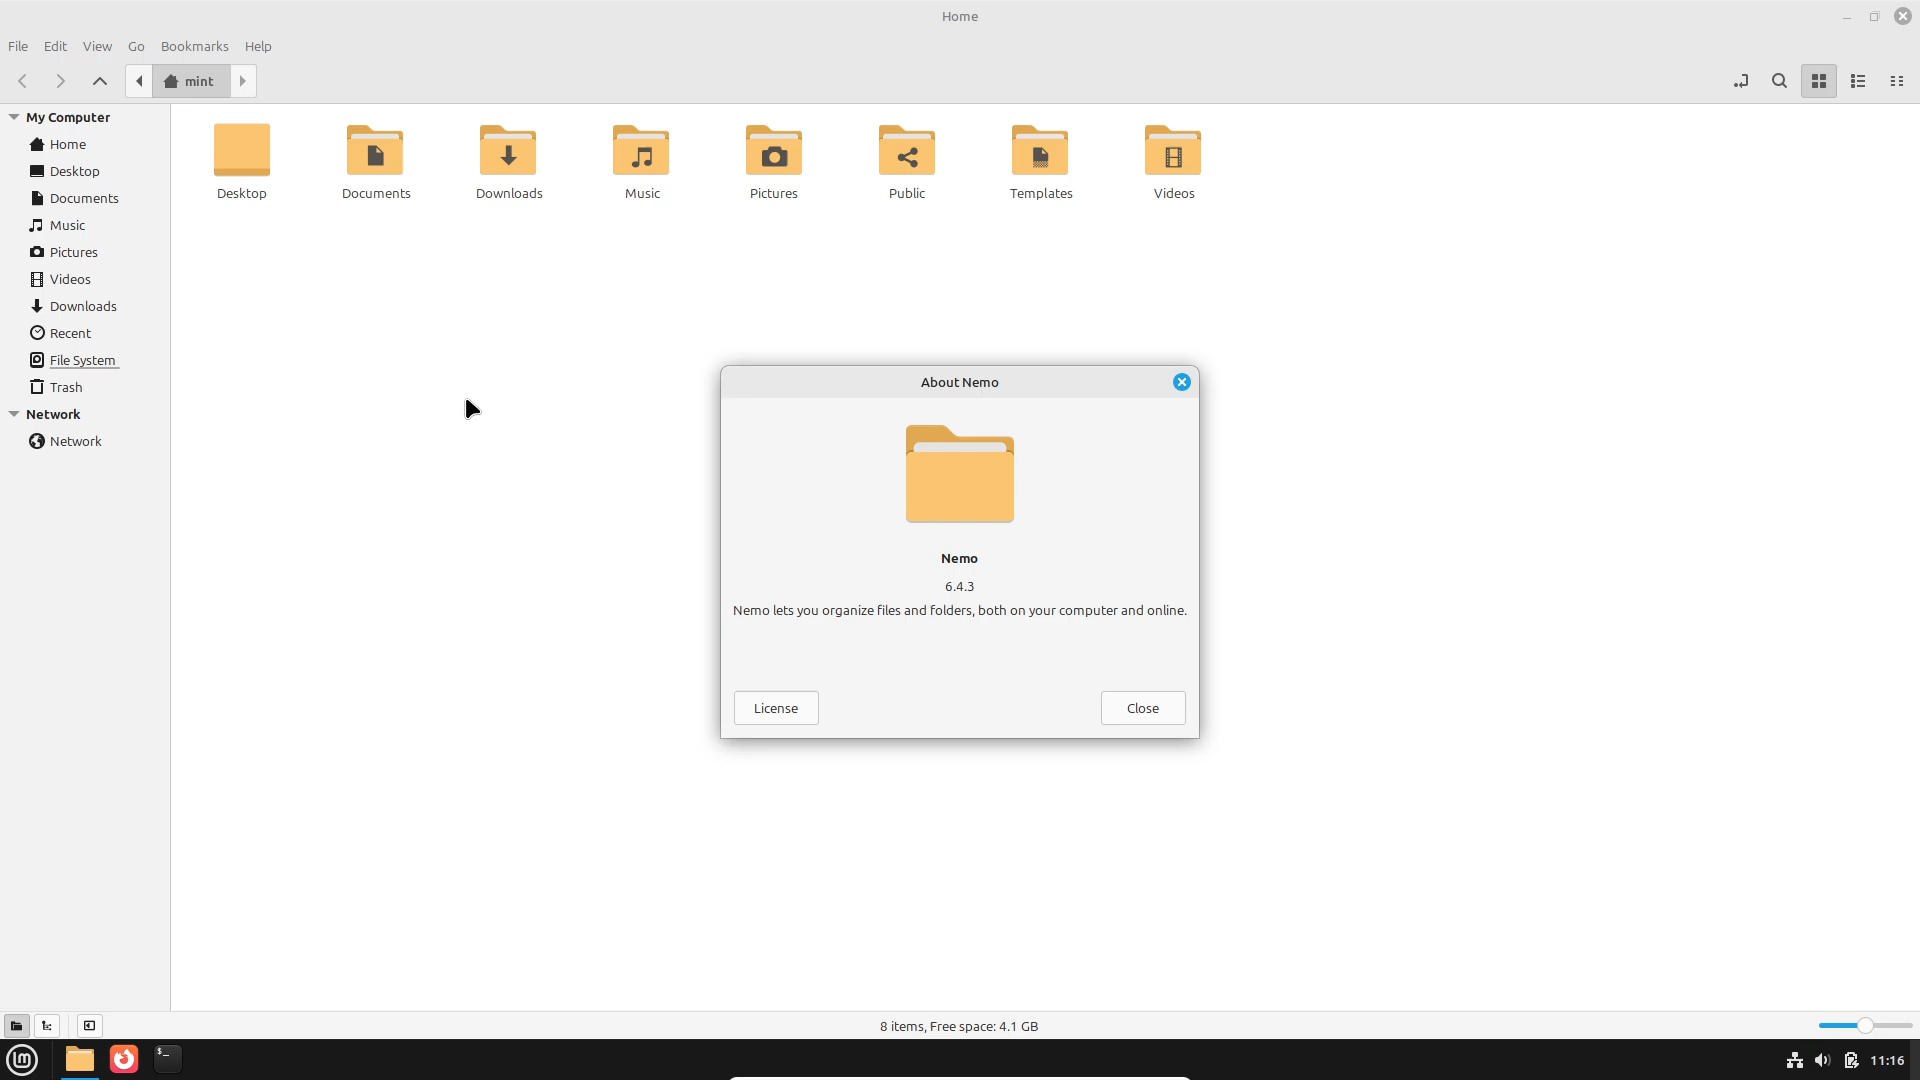 Home
File Edit View Go Bookmarks Help
mint
My Computer
Home
Desktop
Documents
Music
Pictures
Videos
Downloads
Recent
File System
Trash
Network
Network
Desktop Documents Downloads Music Pictures Public Templates Videos
About Nemo
Nemo
6.4.3
Nemo lets you organize files and folders, both on your computer and online.
License Close
8 items, Free space: 4.1 GB
$_
11:16